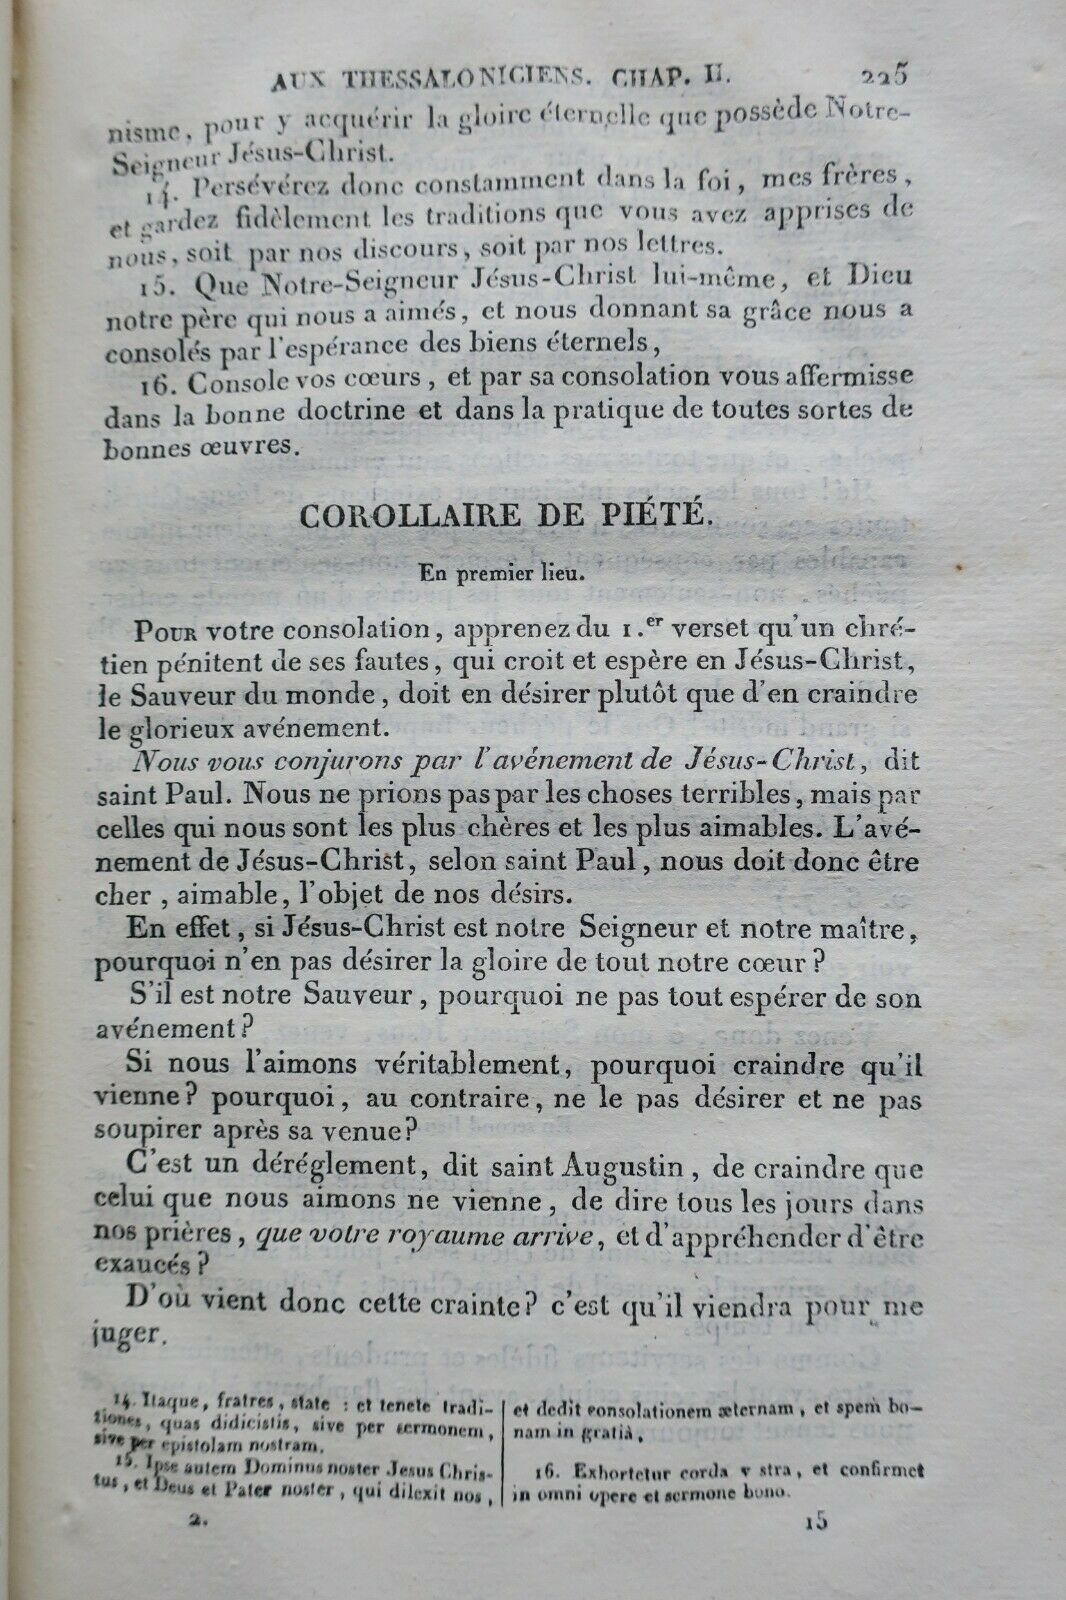 AUX THESSALONICIENS. CHAP. II. 225
nisme, pour y acquérir la gloire éternelle que possède Notre-
Seigneur Jésus-Christ.
14. Persévérez donc constamment dans la foi, mes frères,
et gardez fidèlement les traditions que vous avez apprises de
nous, soit par nos discours, soit par nos lettres.
15. Que Notre-Seigneur Jésus-Christ lui-même, et Dieu
notre père qui nous a aimés, et nous donnant sa grâce nous a
consolés par l'espérance des biens éternels,
16. Console vos cœurs, et par sa consolation vous affermisse
dans la bonne doctrine et dans la pratique de toutes sortes de
bonnes œuvres.
COROLLAIRE DE PIÉTÉ.
En premier lieu.
POUR votre consolation, apprenez du 1.er verset qu'un chré-
tien pénitent de ses fautes, qui croit et espère en Jésus-Christ,
le Sauveur du monde, doit en désirer plutôt que d'en craindre
le glorieux avénement.
Nous vous conjurons par l'avénement de Jésus-Christ, dit
saint Paul. Nous ne prions pas par les choses terribles, mais par
celles qui nous sont les plus chères et les plus aimables. L'avé-
nement de Jésus-Christ, selon saint Paul, nous doit donc être
cher, aimable, l'objet de nos désirs.
En effet, si Jésus-Christ est notre Seigneur et notre maître,
pourquoi n'en pas désirer la gloire de tout notre cœur?
S'il est notre Sauveur, pourquoi ne pas tout espérer de son
avénement?
Si nous l'aimons véritablement, pourquoi craindre qu'il
vienne? pourquoi, au contraire, ne le pas désirer et ne pas
soupirer après sa venue?
C'est un déréglement, dit saint Augustin, de craindre que
celui que nous aimons ne vienne, de dire tous les jours dans
nos prières, que votre royaume arrive, et d'appréhender d'être
exaucés?
D'où vient donc cette crainte? c'est qu'il viendra pour me
juger.
14. Itaque, fratres, state : et tenete tradi-
tiones, quas didicistis, sive per sermonem,
sive per epistolam nostram.
15. Ipse autem Dominus noster Jesus Chris-
tus, et Deus et Pater noster, qui dilexit nos,
et dedit consolationem æternam, et spem bo-
nam in gratiâ,
16. Exhortetur corda v stra, et confirmet
in omni opere et sermone bono.
2. 15